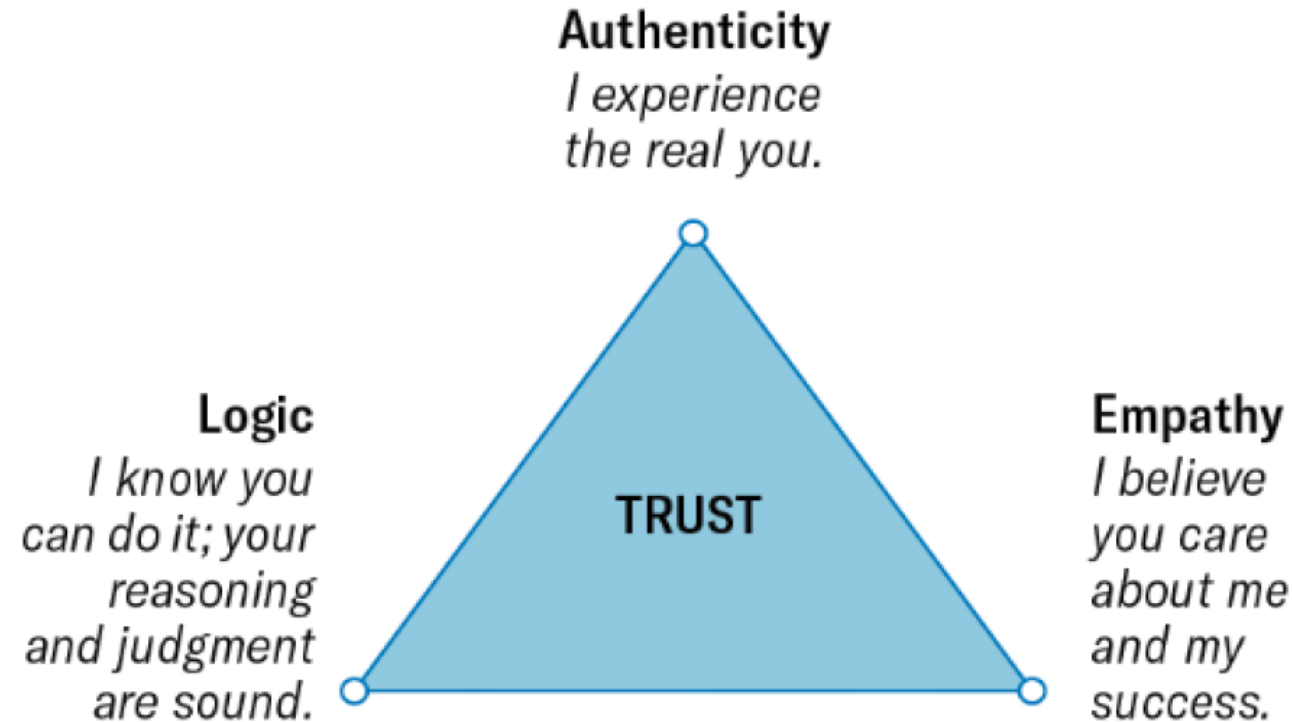 Authenticity
I experience
the real you.
Logic
I know you
can do it; your
reasoning
and judgment
are sound.
TRUST
Empathy
I believe
you care
about me
and my
success.